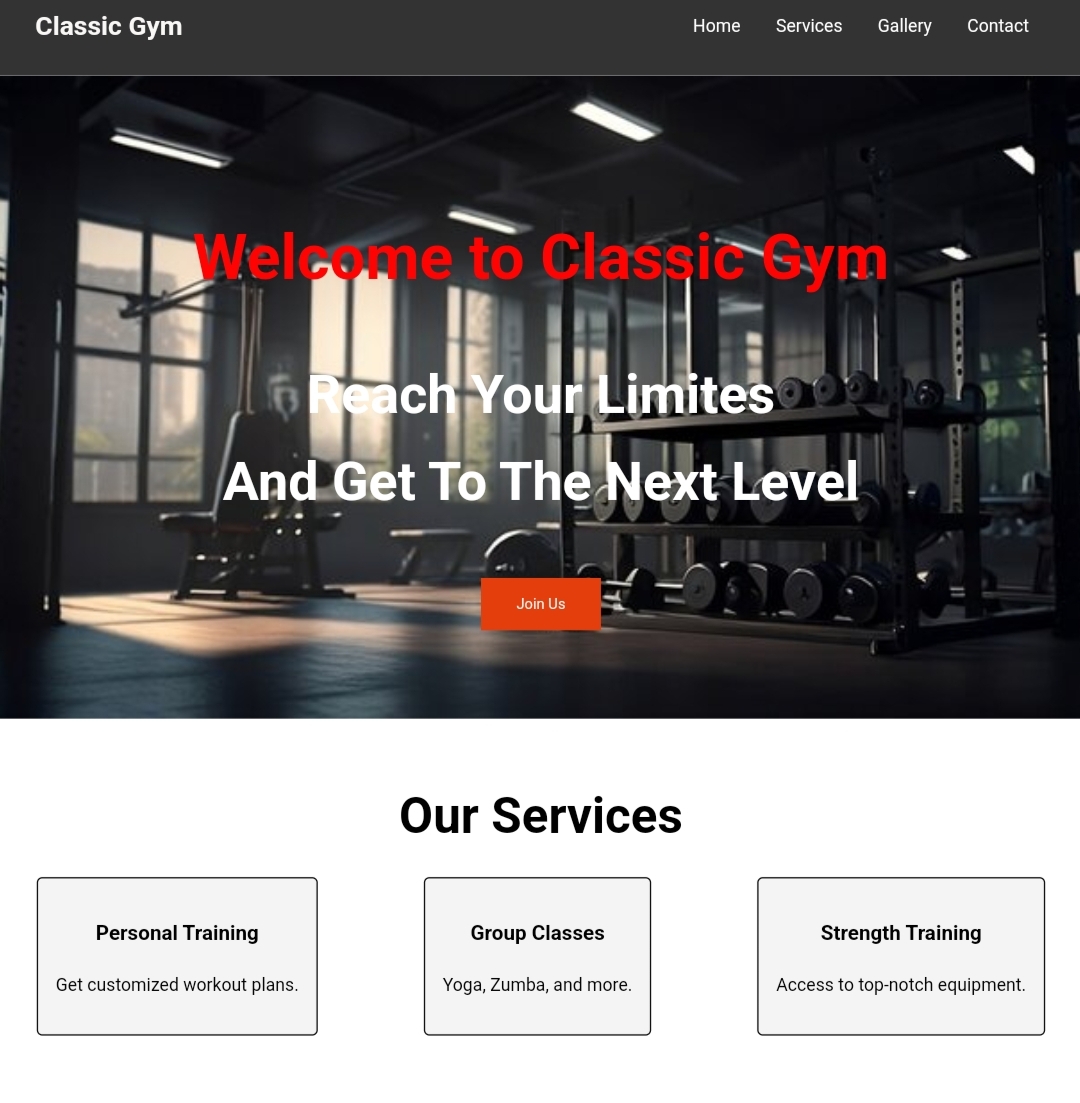 Classic Gym
Home Services Gallery Contact
Welcome to Classic Gym
Reach Your Limites
And Get To The Next Level
Join Us
Our Services
Personal Training
Get customized workout plans.
Group Classes
Yoga, Zumba, and more.
Strength Training
Access to top-notch equipment.